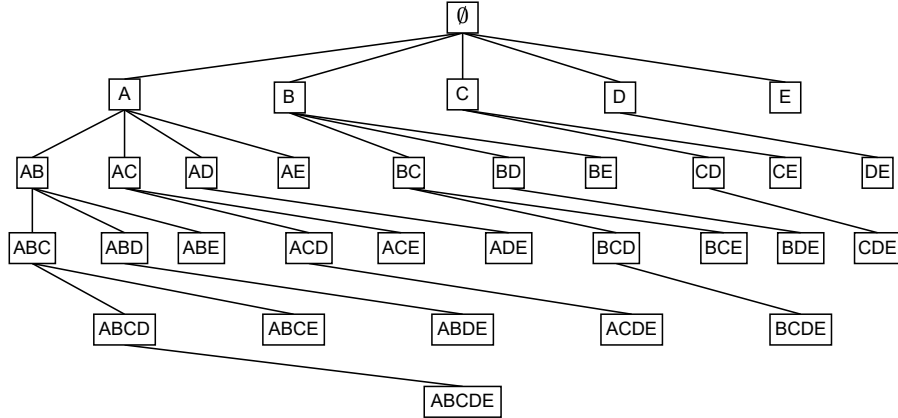 ∅
A B C D E
AB AC AD AE BC BD BE CD CE DE
ABC ABD ABE ACD ACE ADE BCD BCE BDE CDE
ABCD ABCE ABDE ACDE BCDE
ABCDE